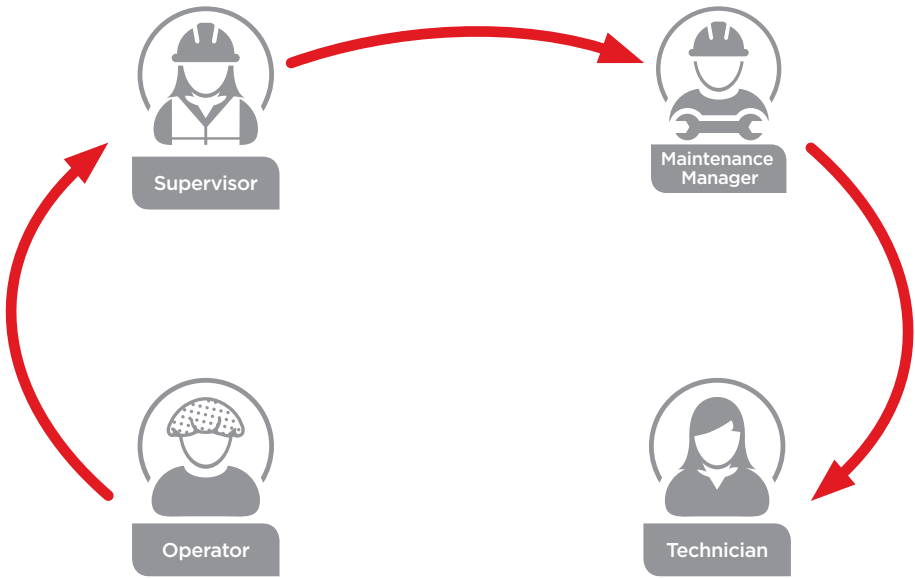 Supervisor
Maintenance
Manager
Operator
Technician